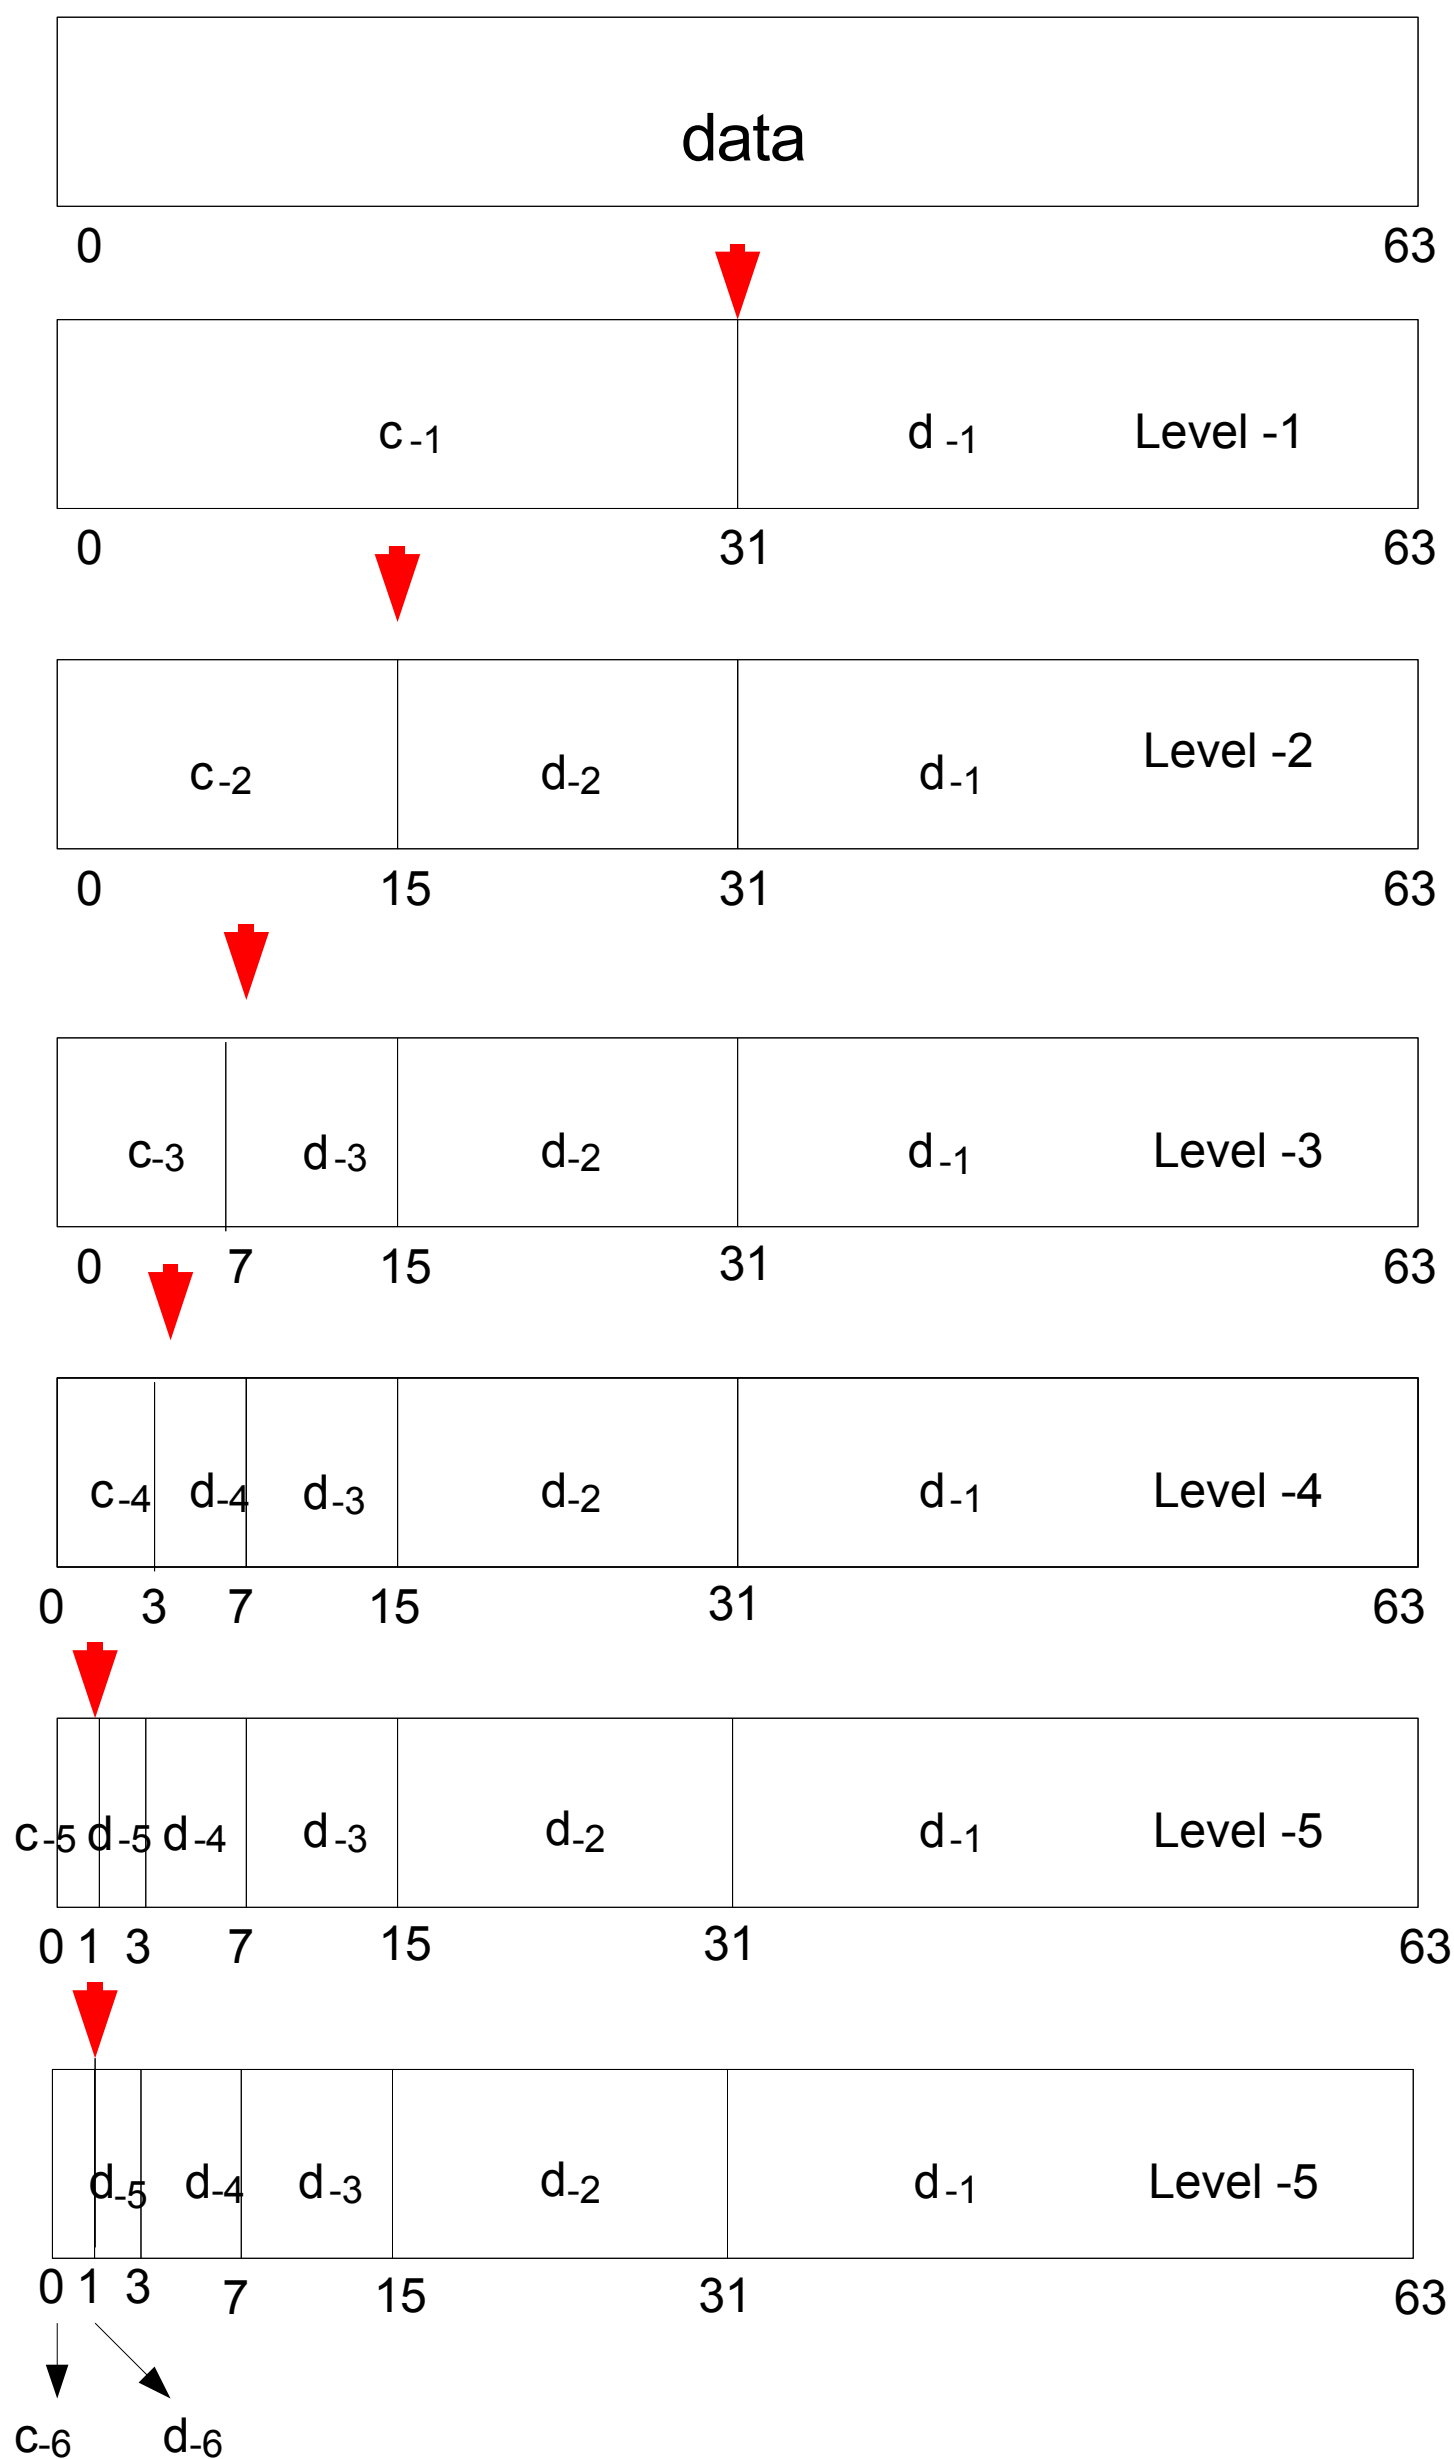 data
0 63
c -1 d -1 Level -1
0 31 63
c -2 d -2 d -1 Level -2
0 15 31 63
c -3 d -3 d -2 d -1 Level -3
0 7 15 31 63
c -4 d -4 d -3 d -2 d -1 Level -4
0 3 7 15 31 63
c -5 d -5 d -4 d -3 d -2 d -1 Level -5
0 1 3 7 15 31 63
d -5 d -4 d -3 d -2 d -1 Level -5
0 1 3 7 15 31 63
c -6 d -6